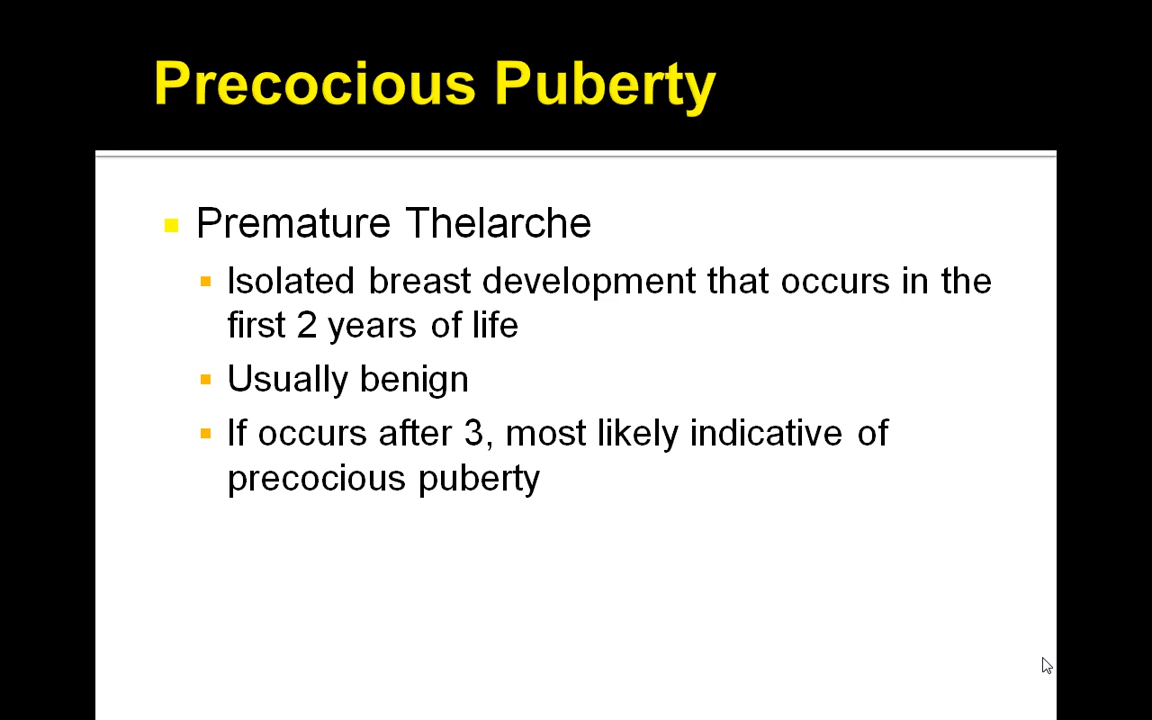 Precocious Puberty
Premature Thelarche
Isolated breast development that occurs in the
first 2 years of life
Usually benign
If occurs after 3, most likely indicative of
precocious puberty